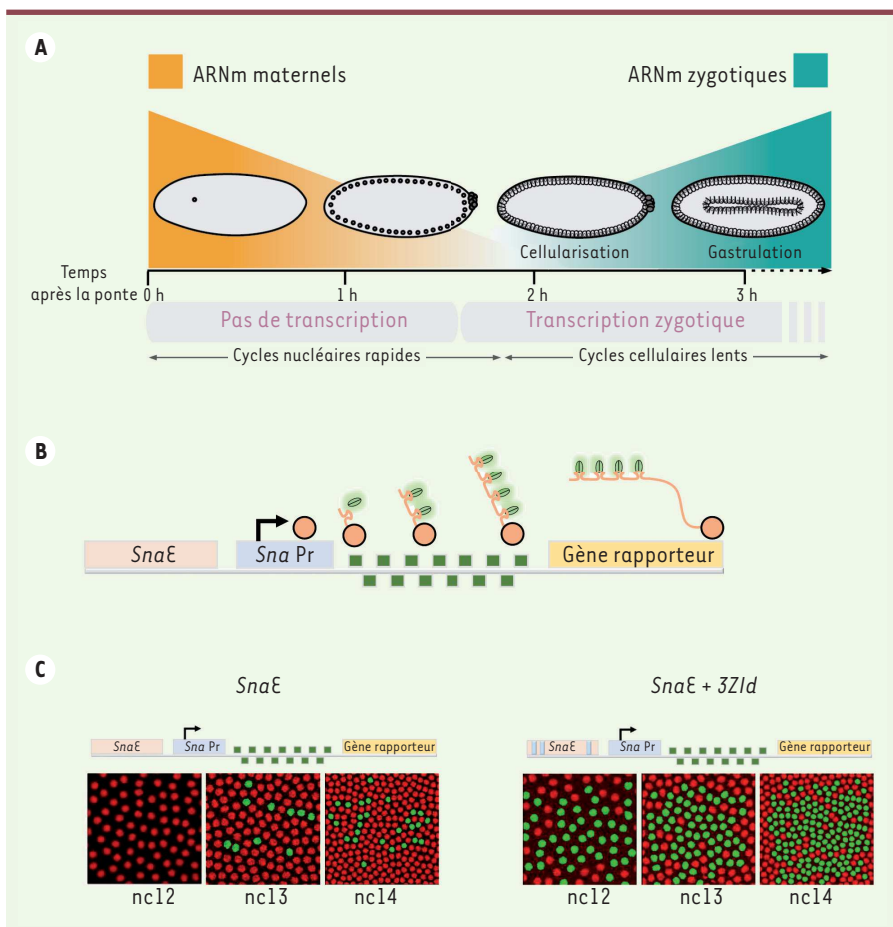 A
ARNm maternels
ARNm zygotiques
Cellularisation
Gastrulation
Temps
après la ponte
0 h
1 h
2 h
3 h
Pas de transcription
Transcription zygotique
Cycles nucléaires rapides
Cycles cellulaires lents
B
SnaE
Sna Pr
Gène rapporteur
C
SnaE
SnaE + 3Zld
SnaE
Sna Pr
Gène rapporteur
SnaE
Sna Pr
Gène rapporteur
nc12
nc13
nc14
nc12
nc13
nc14